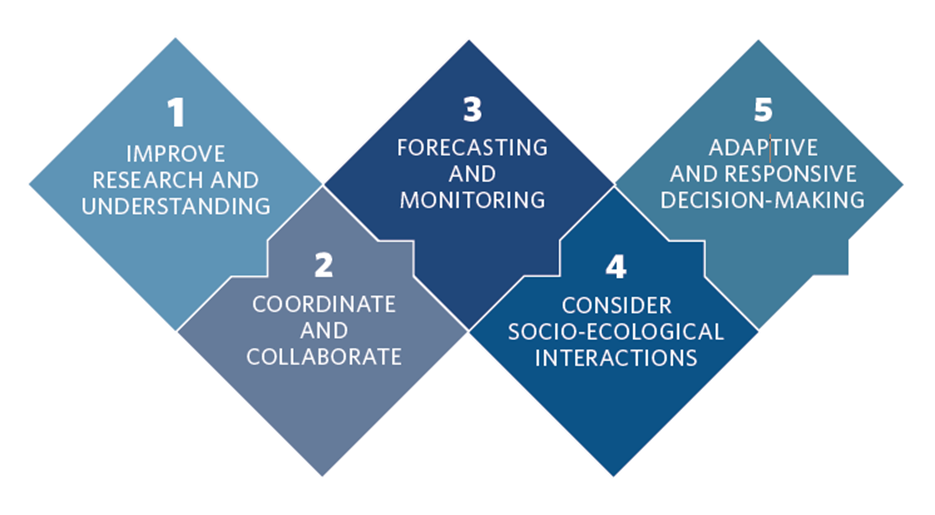 1
IMPROVE
RESEARCH AND
UNDERSTANDING
2
COORDINATE
AND
COLLABORATE
3
FORECASTING
AND
MONITORING
4
CONSIDER
SOCIO-ECOLOGICAL
INTERACTIONS
5
ADAPTIVE
AND RESPONSIVE
DECISION-MAKING